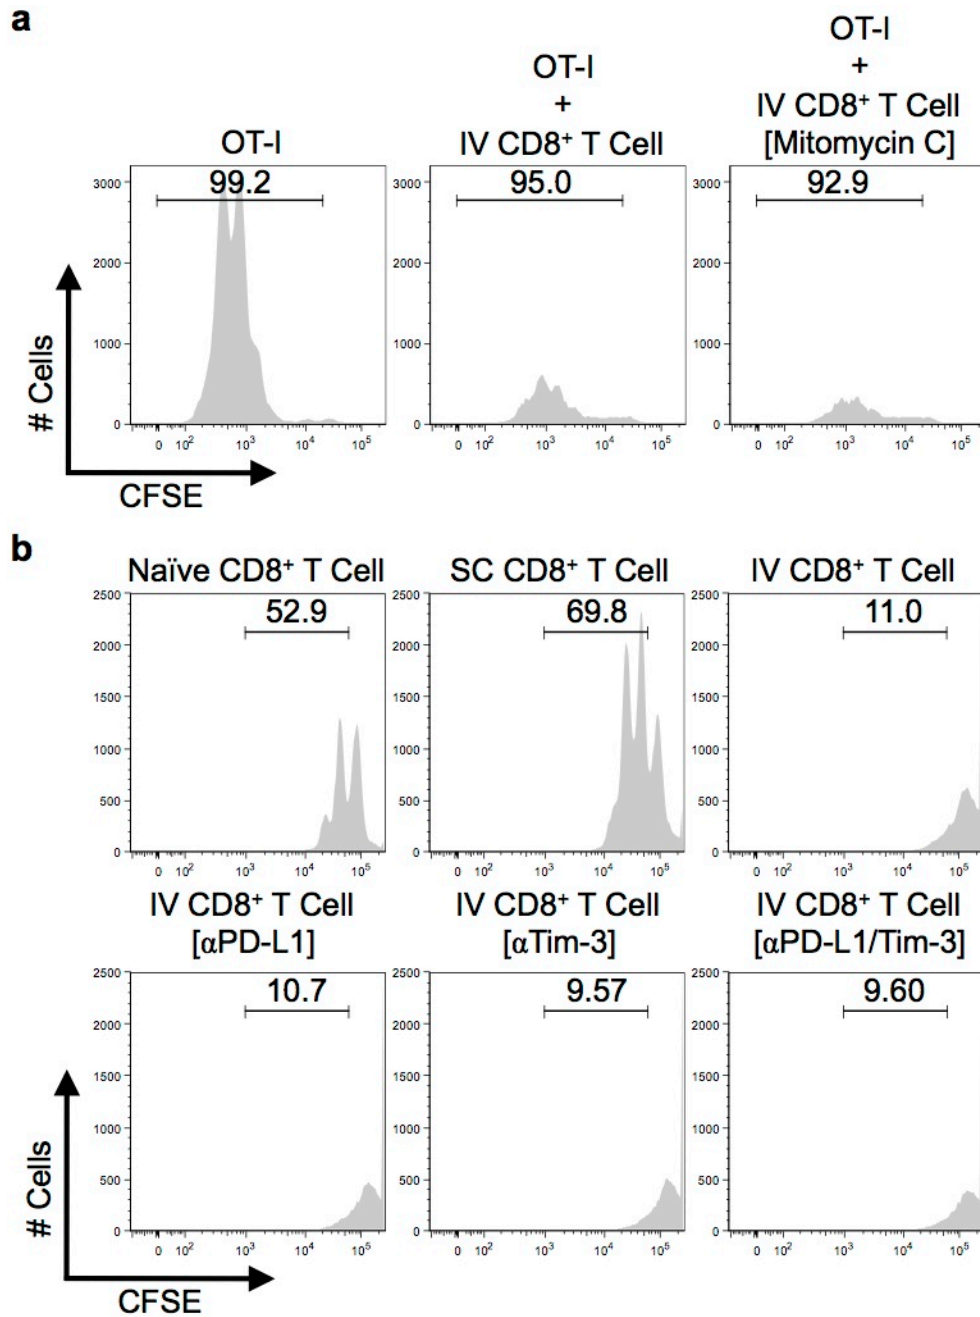 a
OT-I
OT-I
+
IV CD8⁺ T Cell
OT-I
+
IV CD8⁺ T Cell
[Mitomycin C]
3000
2000
1000
0
99.2
0 10² 10³ 10⁴ 10⁵
3000
2000
1000
0
95.0
0 10² 10³ 10⁴ 10⁵
3000
2000
1000
0
92.9
0 10² 10³ 10⁴ 10⁵
# Cells
CFSE
b
Naïve CD8⁺ T Cell
SC CD8⁺ T Cell
IV CD8⁺ T Cell
2500
2000
1500
1000
500
0
52.9
0 10² 10³ 10⁴ 10⁵
2500
2000
1500
1000
500
0
69.8
0 10² 10³ 10⁴ 10⁵
2500
2000
1500
1000
500
0
11.0
0 10² 10³ 10⁴ 10⁵
IV CD8⁺ T Cell
[αPD-L1]
IV CD8⁺ T Cell
[αTim-3]
IV CD8⁺ T Cell
[αPD-L1/Tim-3]
2500
2000
1500
1000
500
0
10.7
0 10² 10³ 10⁴ 10⁵
2500
2000
1500
1000
500
0
9.57
0 10² 10³ 10⁴ 10⁵
2500
2000
1500
1000
500
0
9.60
0 10² 10³ 10⁴ 10⁵
# Cells
CFSE